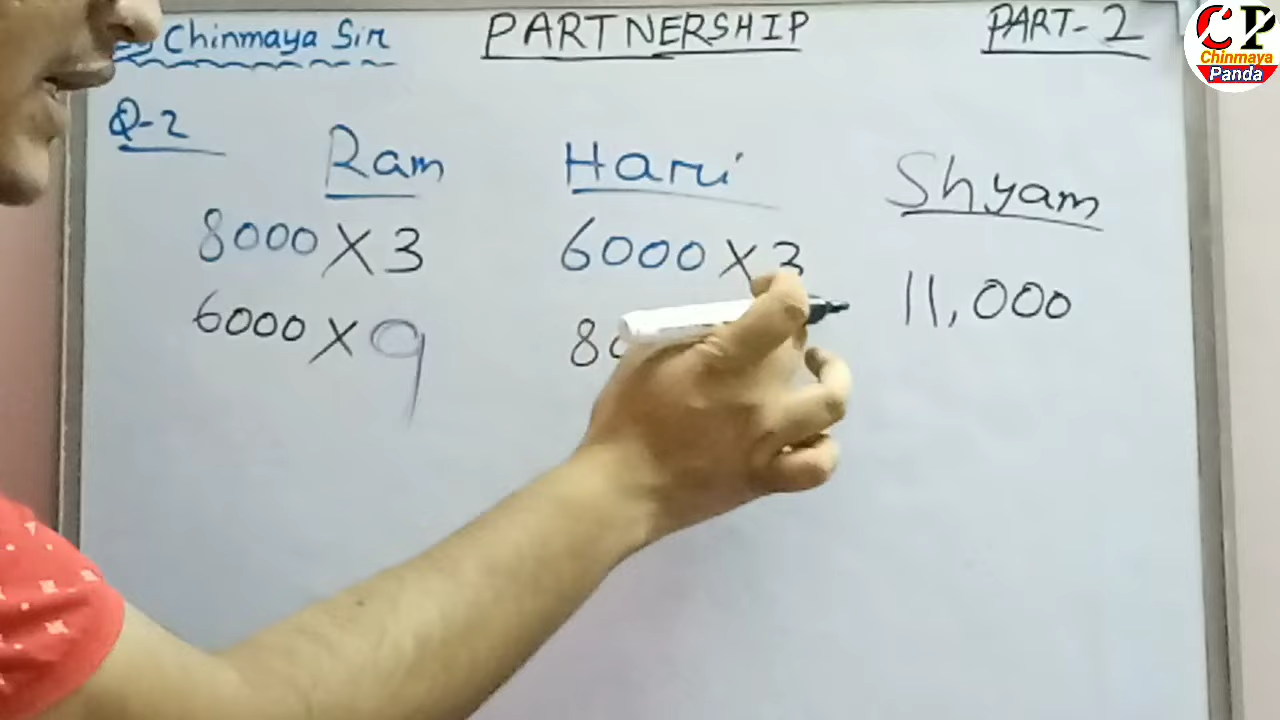 Chinmaya Sir
PARTNERSHIP
PART-2
CP
Chinmaya
Panda
Q-2
Ram
Hari
Shyam
8000 X 3
6000 X 3
11,000
6000 X 9